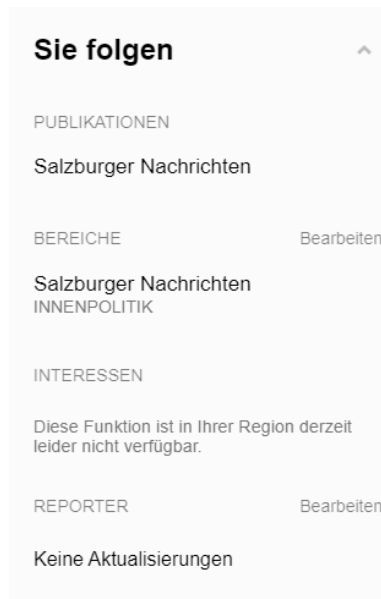 Sie folgen
PUBLIKATIONEN
Salzburger Nachrichten
BEREICHE Bearbeiten
Salzburger Nachrichten
INNENPOLITIK
INTERESSEN
Diese Funktion ist in Ihrer Region derzeit
leider nicht verfügbar.
REPORTER Bearbeiten
Keine Aktualisierungen